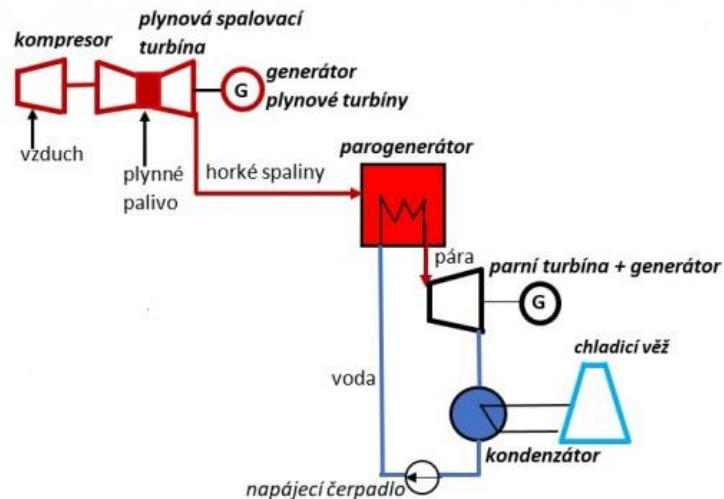 plynová spalovací
turbína
kompresor
generátor
plynové turbíny
G
vzduch
plynné
palivo
horké spaliny
parogenerátor
pára
parní turbína + generátor
G
chladicí věž
voda
kondenzátor
napájecí čerpadlo